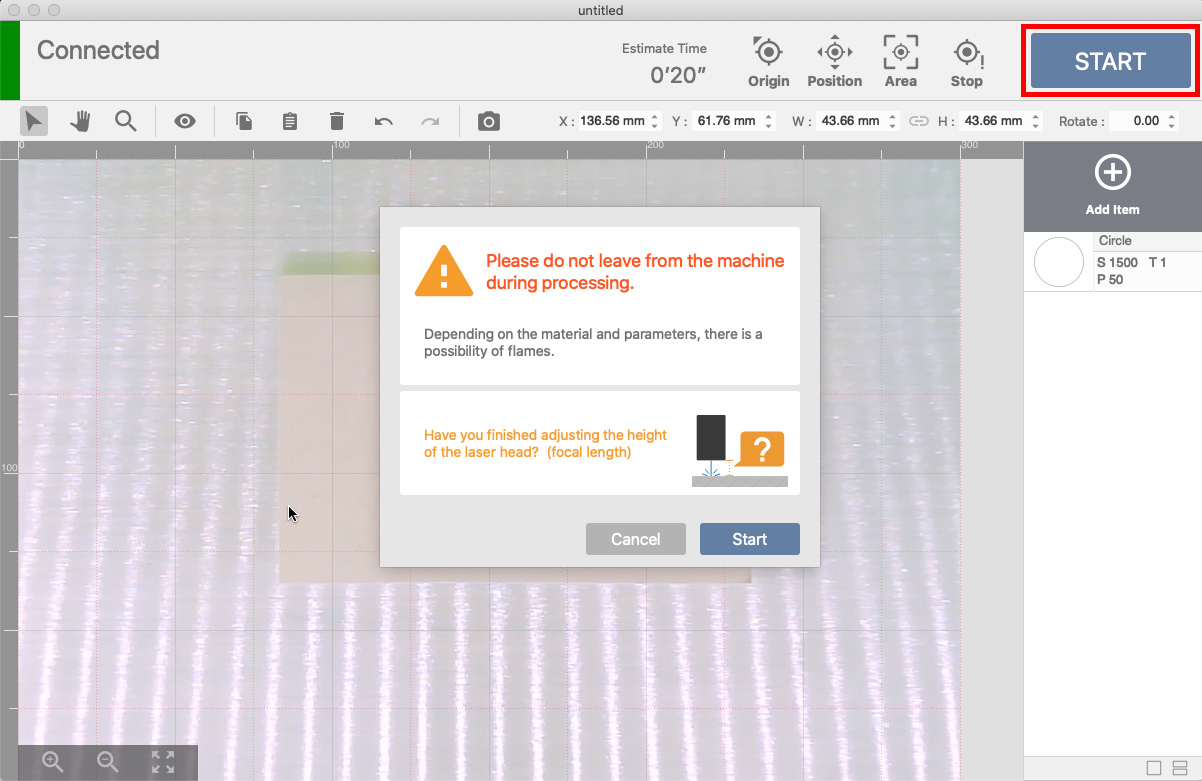 untitled
Connected
Estimate Time
0'20"
Origin
Position
Area
Stop
START
X : 136.56 mm
Y : 61.76 mm
W : 43.66 mm
H : 43.66 mm
Rotate : 0.00
0
100
200
300
100
Add Item
Circle
S 1500 T 1
P 50
Please do not leave from the machine
during processing.
Depending on the material and parameters, there is a
possibility of flames.
Have you finished adjusting the height
of the laser head? (focal length)
?
Cancel
Start